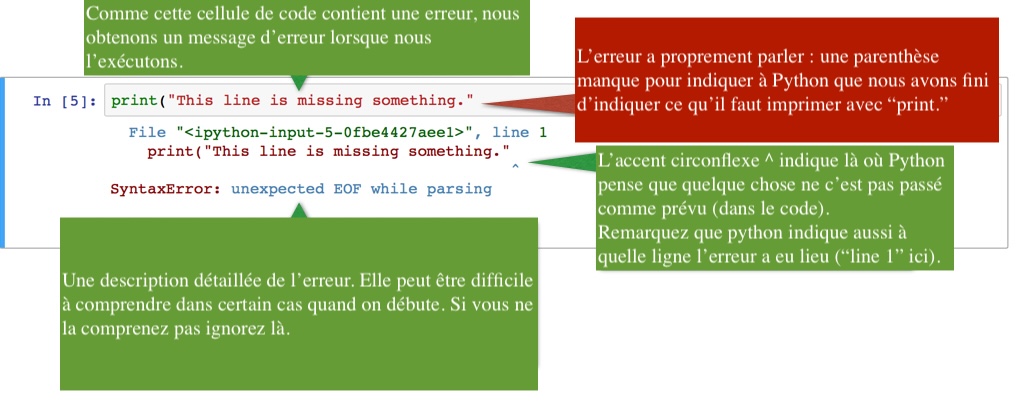 Comme cette cellule de code contient une erreur, nous
obtenons un message d’erreur lorsque nous
l’exécutons.
L’erreur a proprement parler : une parenthèse
manque pour indiquer à Python que nous avons fini
d’indiquer ce qu’il faut imprimer avec “print.”
In [5]: print("This line is missing something."
File "<ipython-input-5-0fbe4427aee1>", line 1
print("This line is missing something."
^
SyntaxError: unexpected EOF while parsing
L’accent circonflexe ^ indique là où Python
pense que quelque chose ne c’est pas passé
comme prévu (dans le code).
Remarquez que python indique aussi à
quelle ligne l’erreur a eu lieu (“line 1” ici).
Une description détaillée de l’erreur. Elle peut être difficile
à comprendre dans certain cas quand on débute. Si vous ne
la comprenez pas ignorez là.